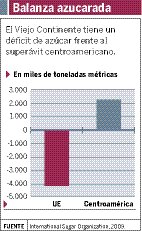 Balanza azucarada
El Viejo Continente tiene un
déficit de azúcar frente al
superávit centroamericano.
En miles de toneladas métricas
3.000
2.000
1.000
0
-1.000
-2.000
-3.000
-4.000
-5.000
UE
Centroamérica
FUENTE International Sugar Organization, 2009.